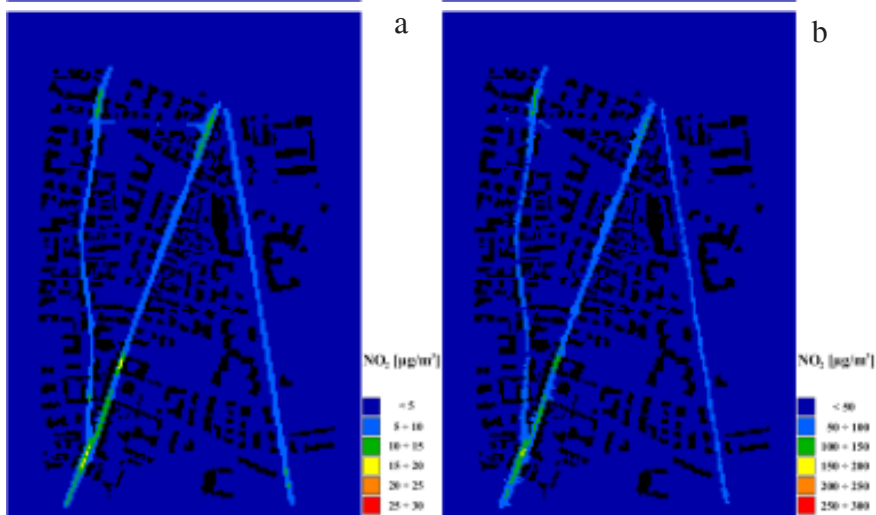 a
b
NO₂ [μg/m³]
< 5
5 ÷ 10
10 ÷ 15
15 ÷ 20
20 ÷ 25
25 ÷ 30
NO₂ [μg/m³]
< 50
50 ÷ 100
100 ÷ 150
150 ÷ 200
200 ÷ 250
250 ÷ 300